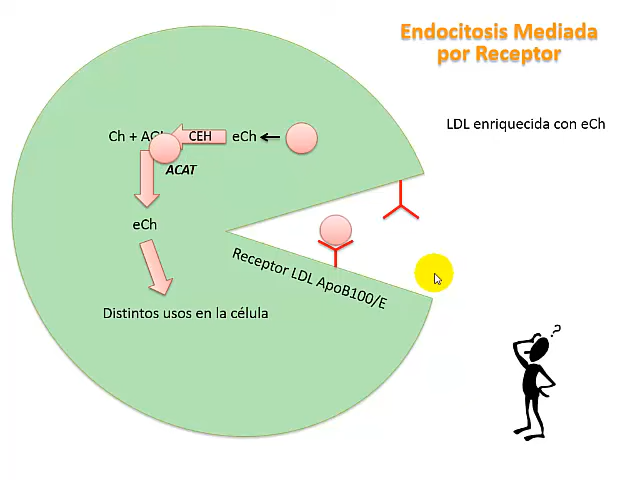 Endocitosis Mediada
por Receptor
LDL enriquecida con eCh
Ch + CEH eCh
ACAT
eCh
Receptor LDL ApoB100/E
Distintos usos en la célula
?